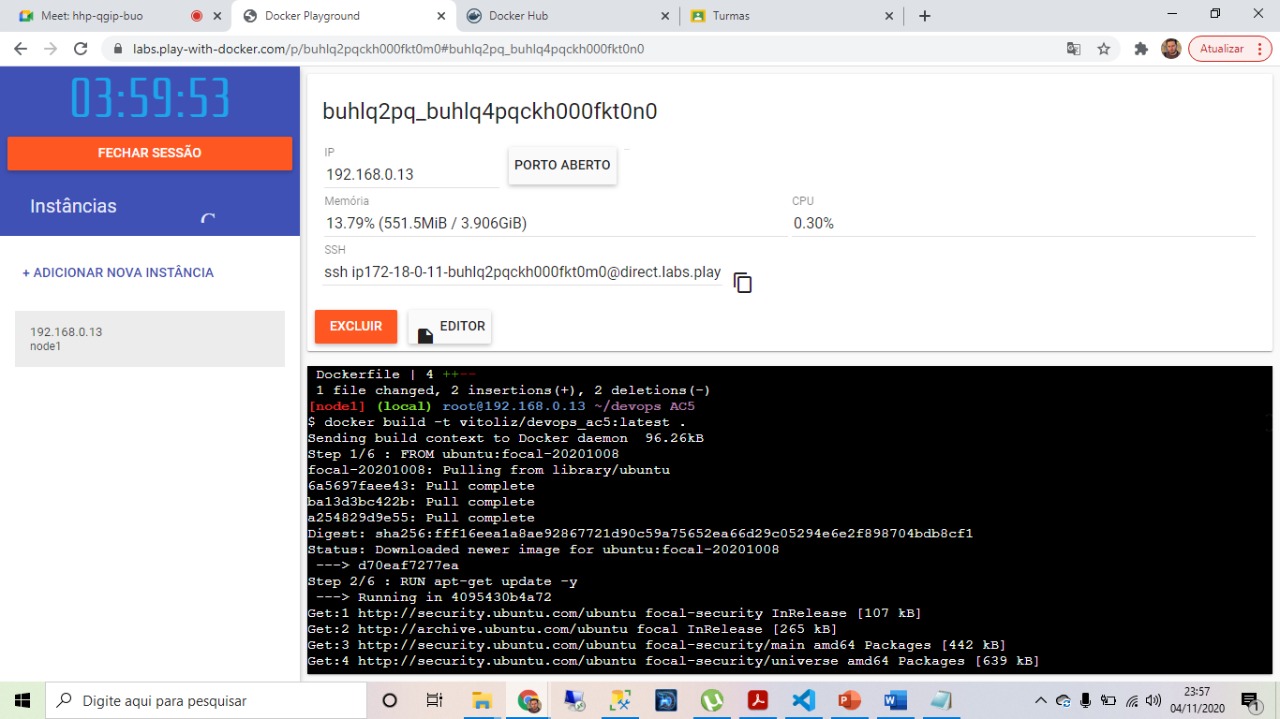 Meet: hhp-qgip-buo
Docker Playground
Docker Hub
Turmas
labs.play-with-docker.com/p/buhlq2pqckh000fkt0m0#buhlq2pq_buhlq4pqckh000fkt0n0
Atualizar
03:59:53
FECHAR SESSÃO
Instâncias
+ ADICIONAR NOVA INSTÂNCIA
192.168.0.13
node1
buhlq2pq_buhlq4pqckh000fkt0n0
IP
192.168.0.13
PORTO ABERTO
Memória
13.79% (551.5MiB / 3.906GiB)
CPU
0.30%
SSH
ssh ip172-18-0-11-buhlq2pqckh000fkt0m0@direct.labs.play
EXCLUIR
EDITOR
Dockerfile | 4 ++--
1 file changed, 2 insertions(+), 2 deletions(-)
[node1] (local) root@192.168.0.13 ~/devops AC5
$ docker build -t vitoliz/devops_ac5:latest .
Sending build context to Docker daemon  96.26kB
Step 1/6 : FROM ubuntu:focal-20201008
focal-20201008: Pulling from library/ubuntu
6a5697faee43: Pull complete
ba13d3bc422b: Pull complete
a254829d9e55: Pull complete
Digest: sha256:fff16eea1a8ae92867721d90c59a75652ea66d29c05294e6e2f898704bdb8cf1
Status: Downloaded newer image for ubuntu:focal-20201008
---> d70eaf7277ea
Step 2/6 : RUN apt-get update -y
---> Running in 4095430b4a72
Get:1 http://security.ubuntu.com/ubuntu focal-security InRelease [107 kB]
Get:2 http://archive.ubuntu.com/ubuntu focal InRelease [265 kB]
Get:3 http://security.ubuntu.com/ubuntu focal-security/main amd64 Packages [442 kB]
Get:4 http://security.ubuntu.com/ubuntu focal-security/universe amd64 Packages [639 kB]
Digite aqui para pesquisar
23:57
04/11/2020
1